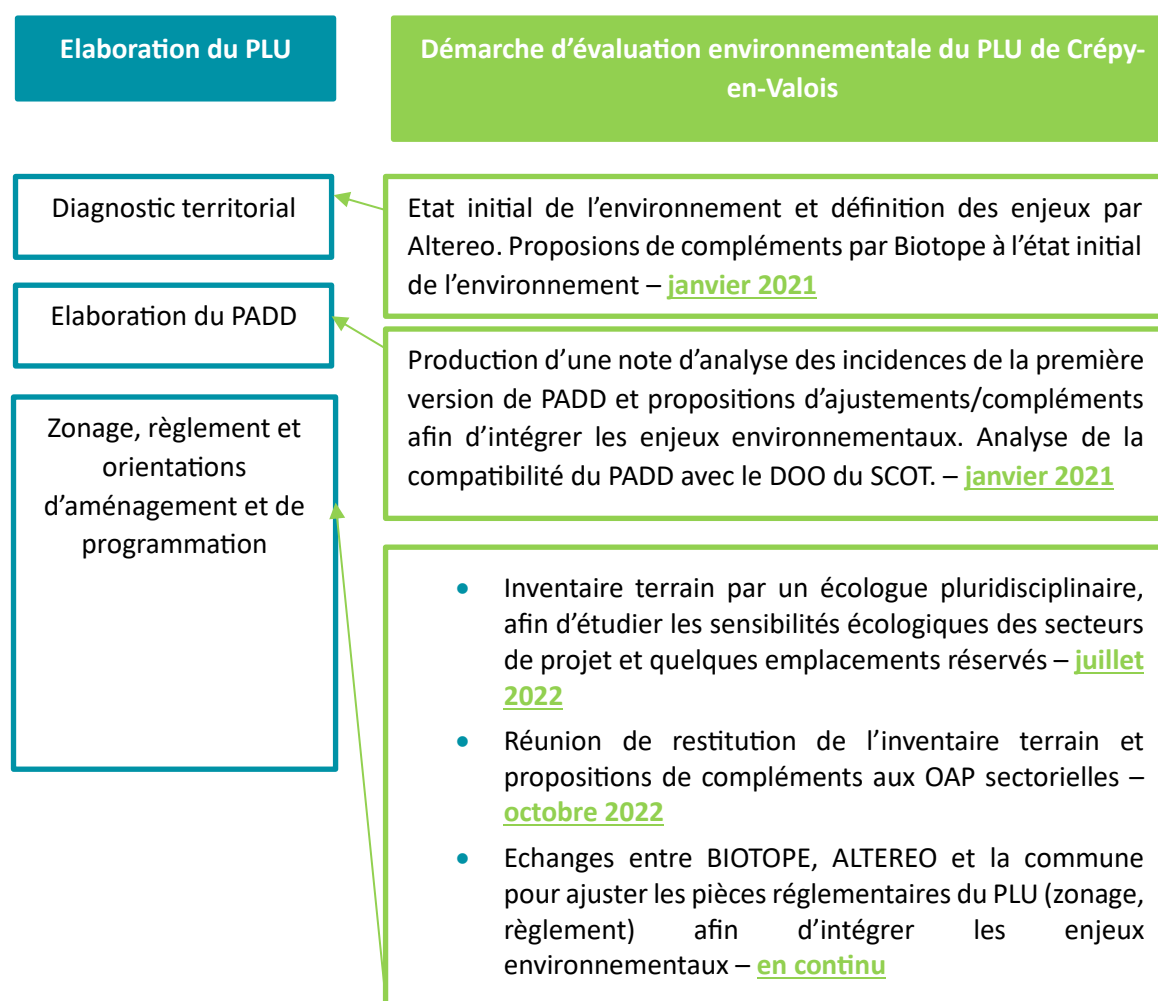 Elaboration du PLU
Démarche d'évaluation environnementale du PLU de Crépy-
en-Valois
Diagnostic territorial
Etat initial de l'environnement et définition des enjeux par
Altereo. Proposions de compléments par Biotope à l'état initial
de l'environnement – janvier 2021
Elaboration du PADD
Production d'une note d'analyse des incidences de la première
version de PADD et propositions d'ajustements/compléments
afin d'intégrer les enjeux environnementaux. Analyse de la
compatibilité du PADD avec le DOO du SCOT. – janvier 2021
Zonage, règlement et
orientations
d'aménagement et de
programmation
• Inventaire terrain par un écologue pluridisciplinaire,
afin d'étudier les sensibilités écologiques des secteurs
de projet et quelques emplacements réservés – juillet
2022
• Réunion de restitution de l'inventaire terrain et
propositions de compléments aux OAP sectorielles –
octobre 2022
• Echanges entre BIOTOPE, ALTEREO et la commune
pour ajuster les pièces réglementaires du PLU (zonage,
règlement) afin d'intégrer les enjeux
environnementaux – en continu